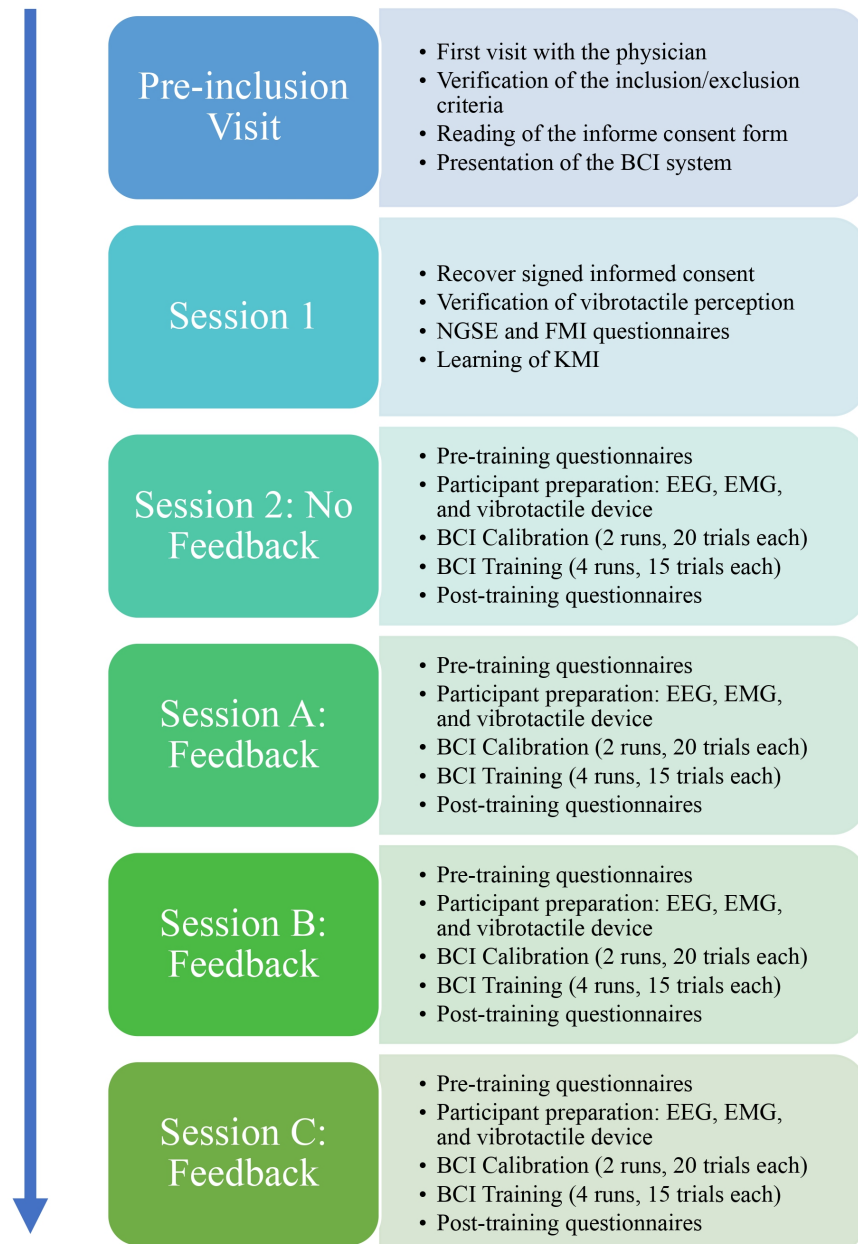 Pre-inclusion
Visit
• First visit with the physician
• Verification of the inclusion/exclusion
criteria
• Reading of the informe consent form
• Presentation of the BCI system
Session 1
• Recover signed informed consent
• Verification of vibrotactile perception
• NGSE and FMI questionnaires
• Learning of KMI
Session 2: No
Feedback
• Pre-training questionnaires
• Participant preparation: EEG, EMG,
and vibrotactile device
• BCI Calibration (2 runs, 20 trials each)
• BCI Training (4 runs, 15 trials each)
• Post-training questionnaires
Session A:
Feedback
• Pre-training questionnaires
• Participant preparation: EEG, EMG,
and vibrotactile device
• BCI Calibration (2 runs, 20 trials each)
• BCI Training (4 runs, 15 trials each)
• Post-training questionnaires
Session B:
Feedback
• Pre-training questionnaires
• Participant preparation: EEG, EMG,
and vibrotactile device
• BCI Calibration (2 runs, 20 trials each)
• BCI Training (4 runs, 15 trials each)
• Post-training questionnaires
Session C:
Feedback
• Pre-training questionnaires
• Participant preparation: EEG, EMG,
and vibrotactile device
• BCI Calibration (2 runs, 20 trials each)
• BCI Training (4 runs, 15 trials each)
• Post-training questionnaires